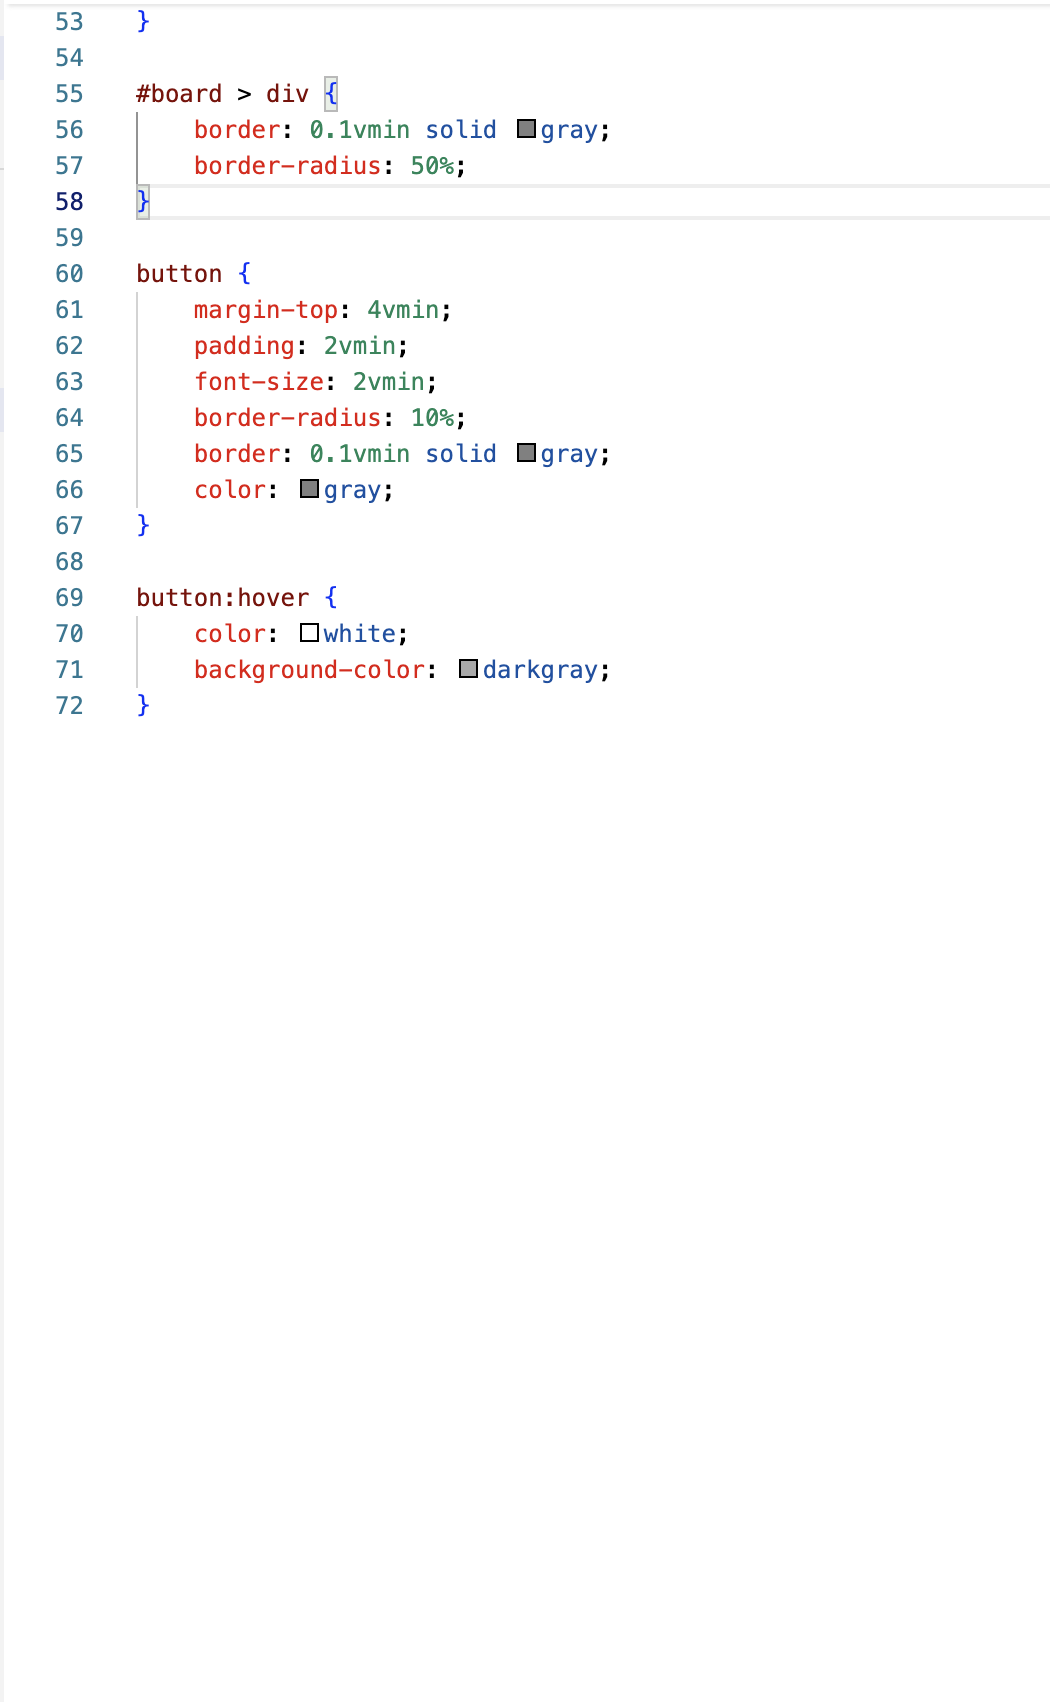 53 }
54
55 #board > div {
56     border: 0.1vmin solid gray;
57     border-radius: 50%;
58 }
59
60 button {
61     margin-top: 4vmin;
62     padding: 2vmin;
63     font-size: 2vmin;
64     border-radius: 10%;
65     border: 0.1vmin solid gray;
66     color: gray;
67 }
68
69 button:hover {
70     color: white;
71     background-color: darkgray;
72 }